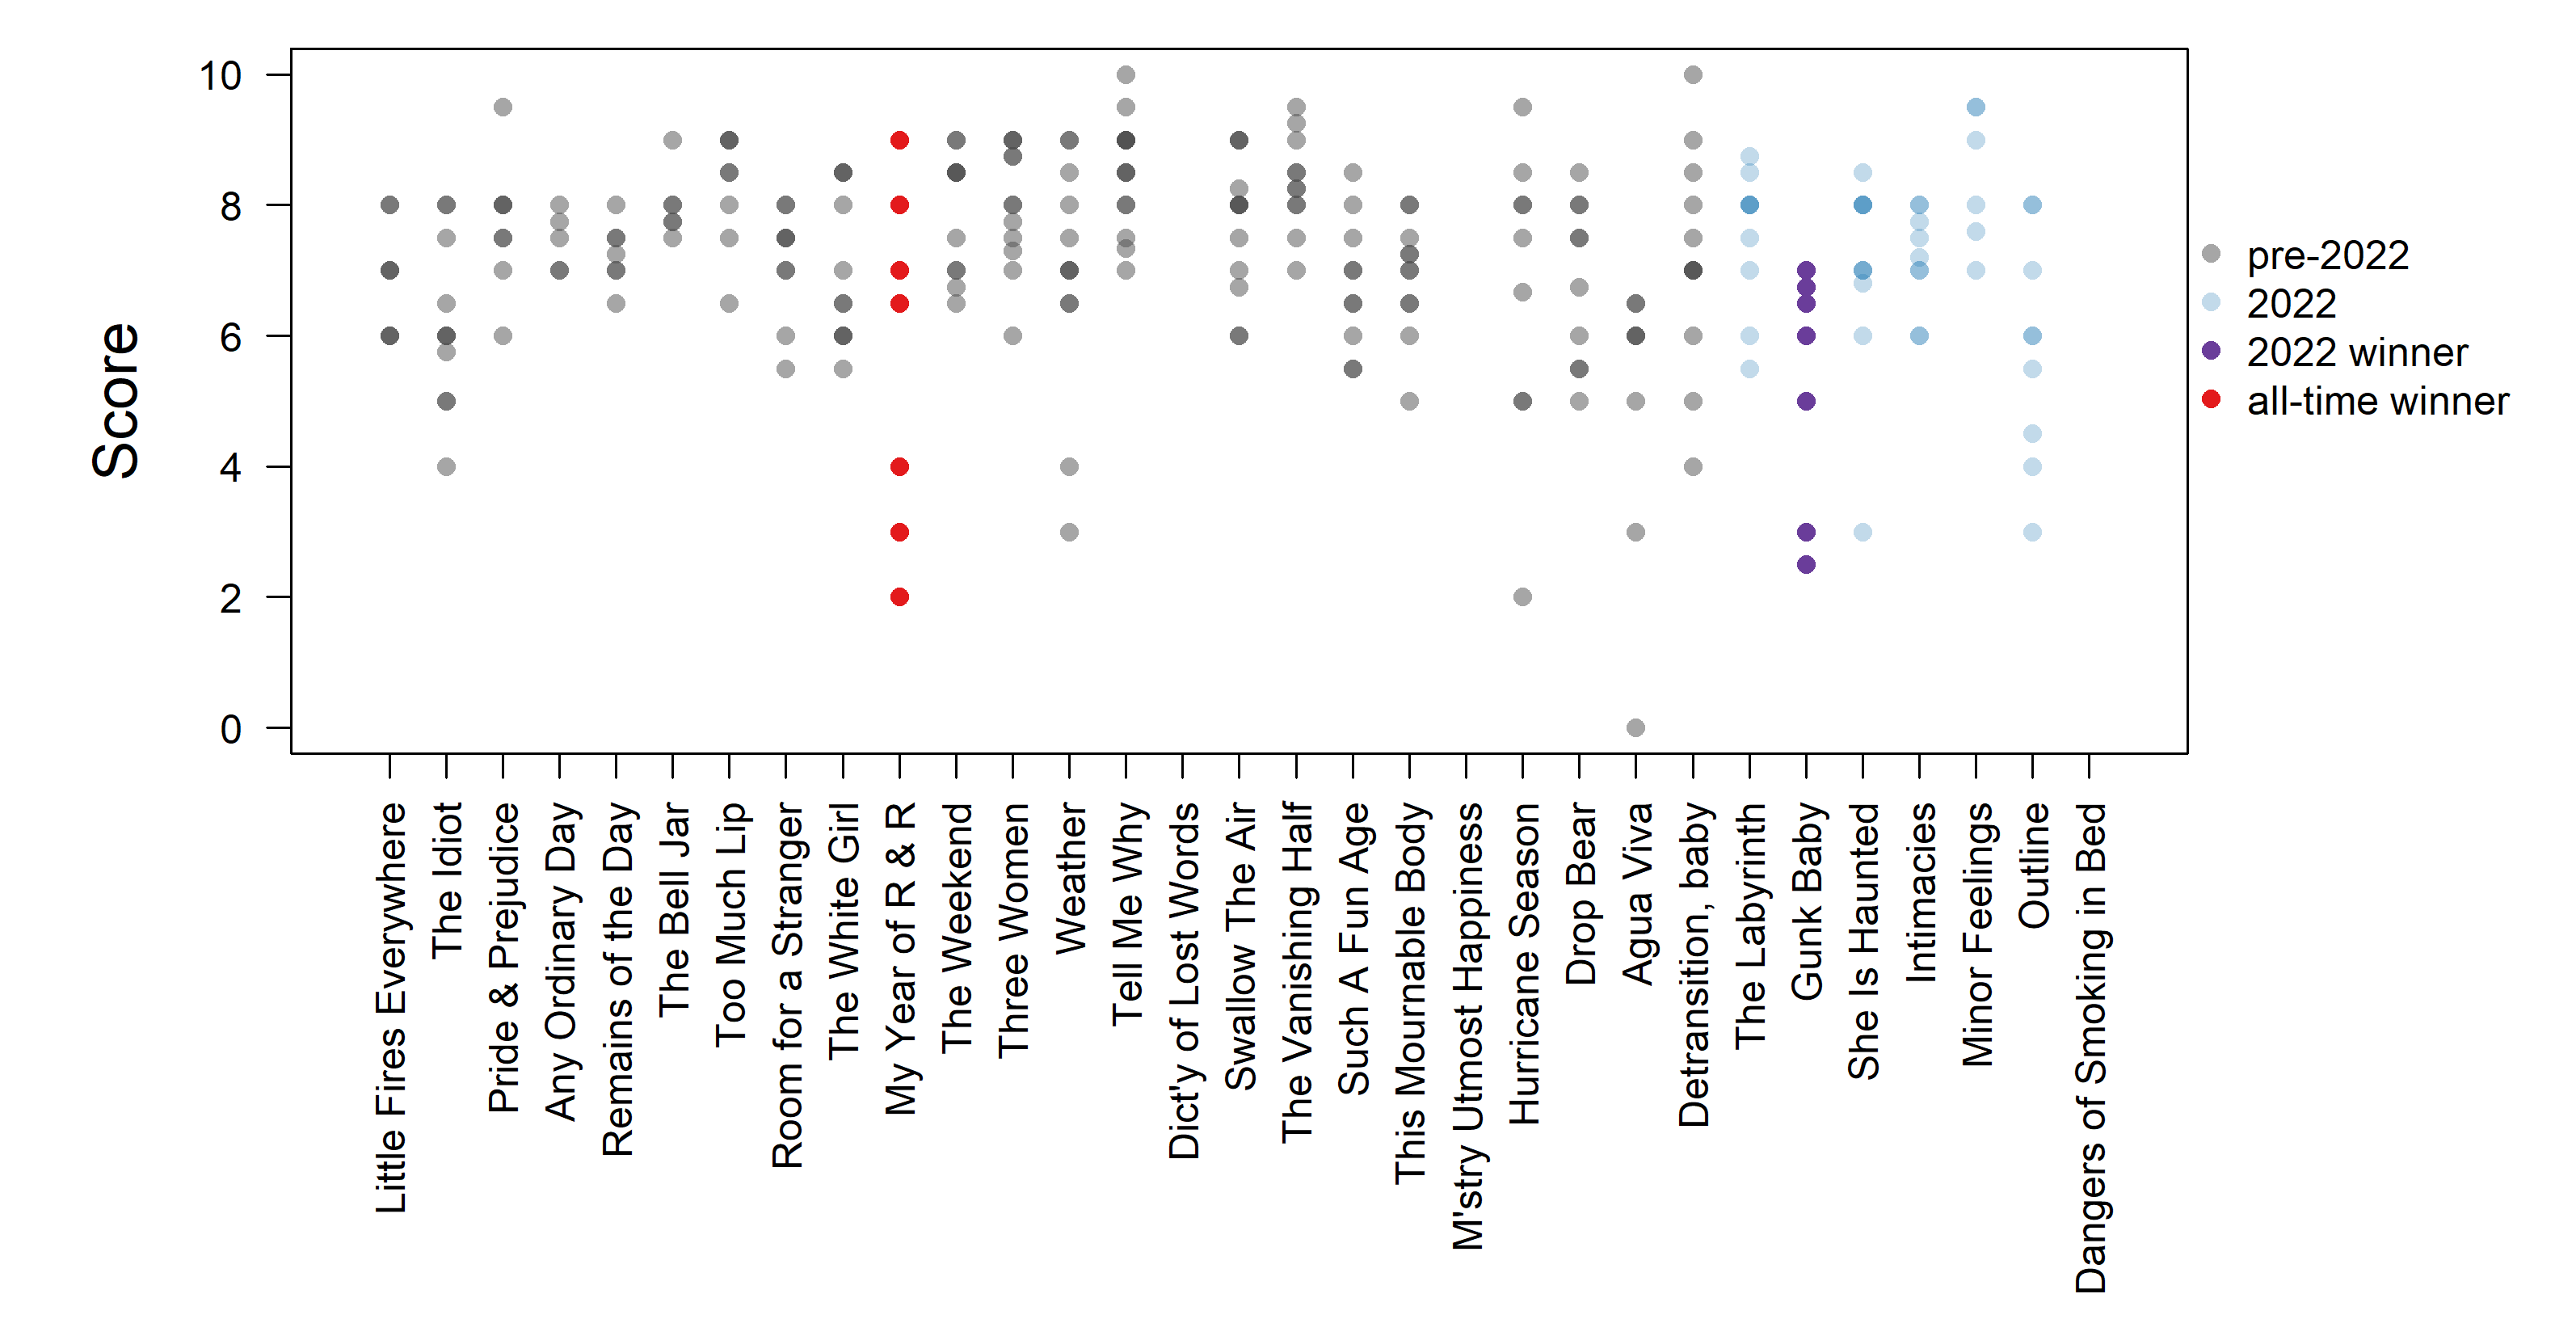 Score
10
8
6
4
2
0
Little Fires Everywhere
The Idiot
Pride & Prejudice
Any Ordinary Day
Remains of the Day
The Bell Jar
Too Much Lip
Room for a Stranger
The White Girl
My Year of R & R
The Weekend
Three Women
Weather
Tell Me Why
Dict'y of Lost Words
Swallow The Air
The Vanishing Half
Such A Fun Age
This Mournable Body
M'stry Utmost Happiness
Hurricane Season
Drop Bear
Agua Viva
Detransition, baby
The Labyrinth
Gunk Baby
She Is Haunted
Intimacies
Minor Feelings
Outline
Dangers of Smoking in Bed
pre-2022
2022
2022 winner
all-time winner